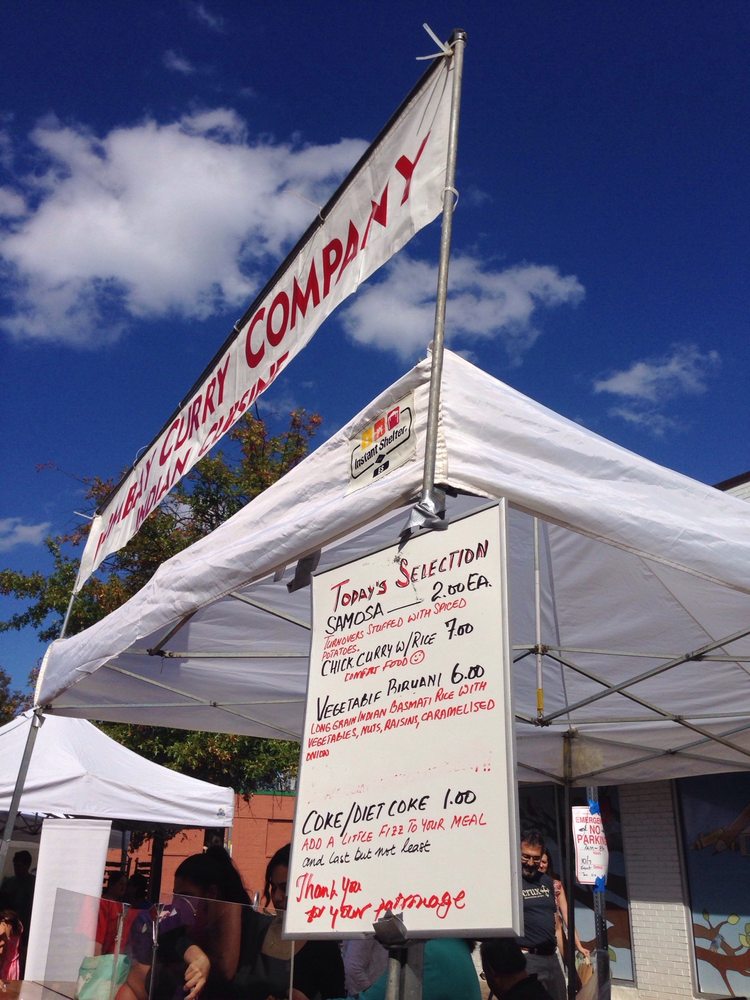 CURRY COMPANY
INDIAN CUISINE
Instant Shelter.
TODAY'S SELECTION
SAMOSA 2.00 EA.
TURNOVERS STUFFED WITH SPICED
POTATOES.
CHICK CURRY W/RICE 7.00
COMFORT FOOD
VEGETABLE BIRUANI 6.00
LONG GRAIN INDIAN BASMATI RICE WITH
VEGETABLES, NUTS, RAISINS, CARAMELISED
ONION
COKE/DIET COKE 1.00
ADD A LITTLE FIZZ TO YOUR MEAL
and last but not least
Thank you
for your patronage
NO
PARKING